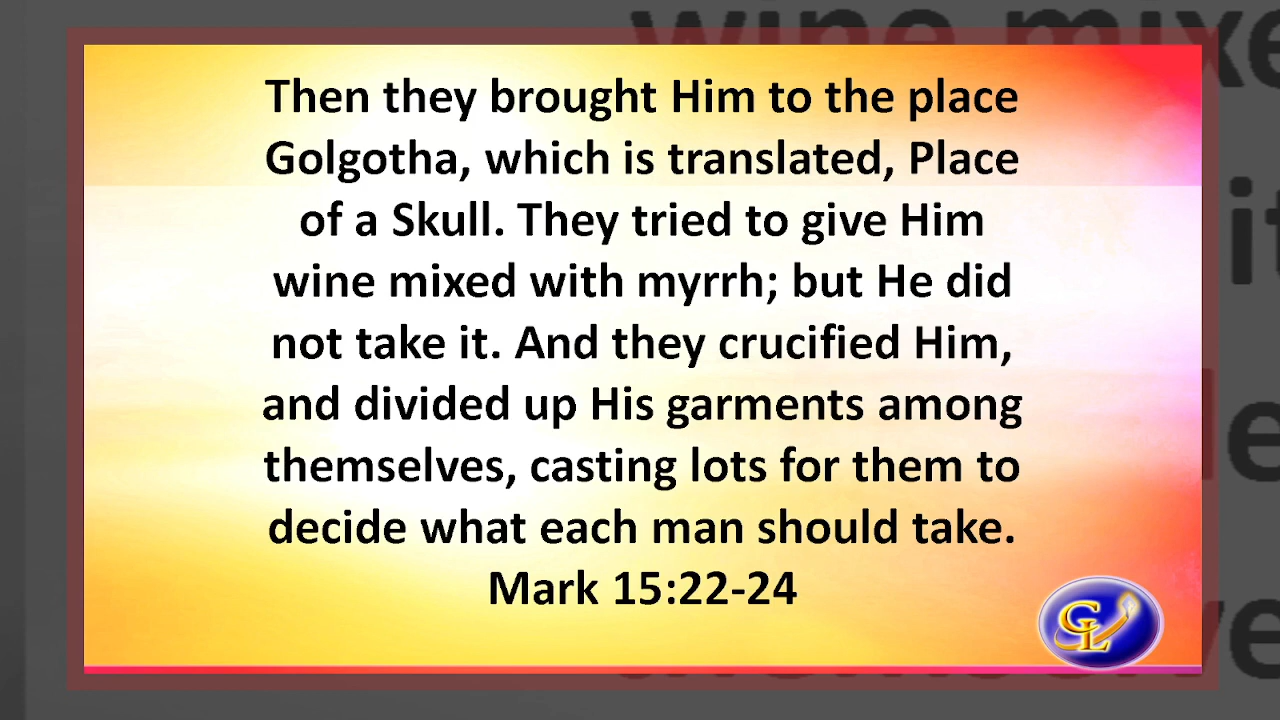 Then they brought Him to the place
Golgotha, which is translated, Place
of a Skull. They tried to give Him
wine mixed with myrrh; but He did
not take it. And they crucified Him,
and divided up His garments among
themselves, casting lots for them to
decide what each man should take.
Mark 15:22-24
GL